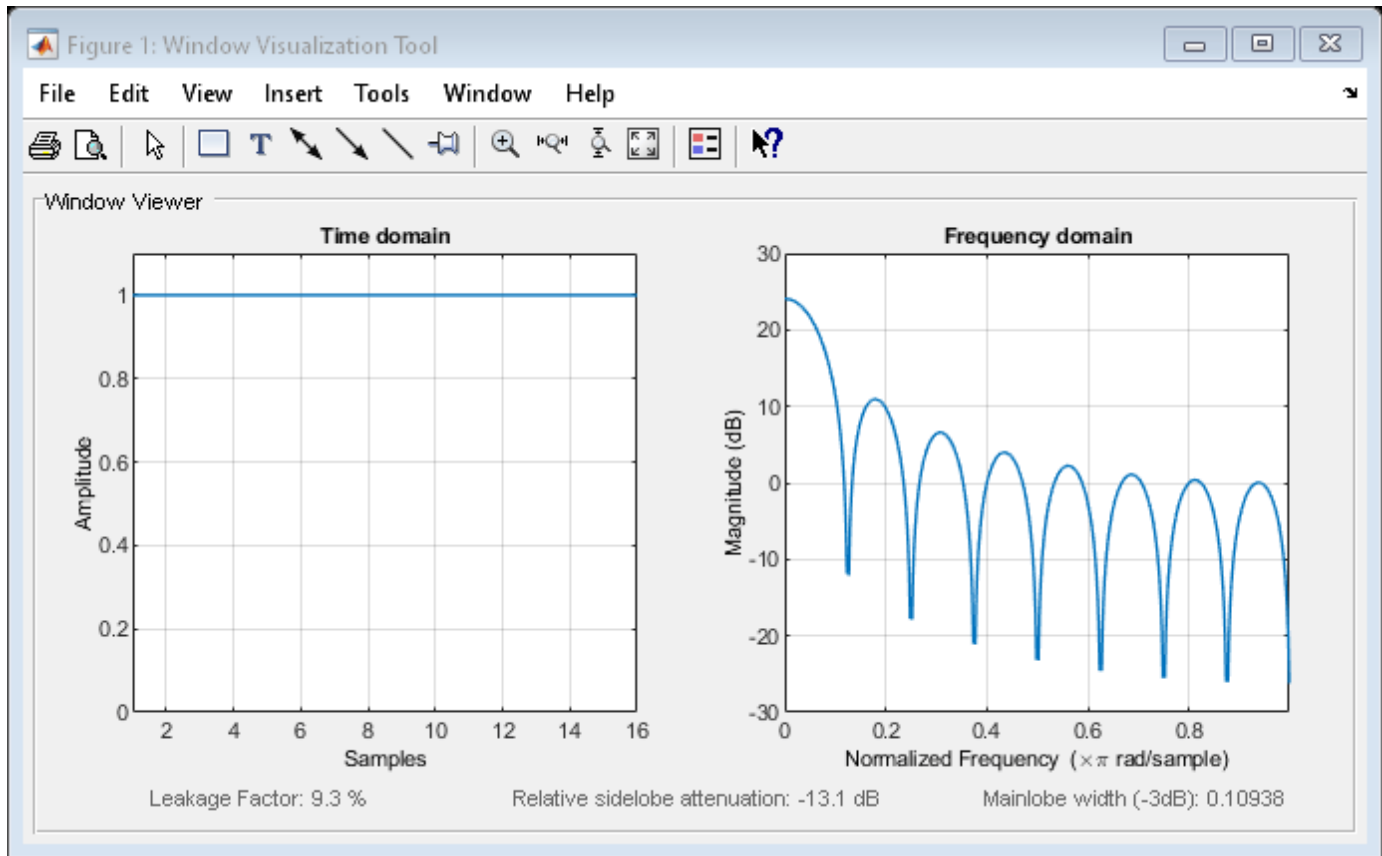 Figure 1: Window Visualization Tool
File Edit View Insert Tools Window Help
T
?
Window Viewer
Time domain
1
0.8
0.6
0.4
0.2
0
Amplitude
2 4 6 8 10 12 14 16
Samples
Frequency domain
30
20
10
0
-10
-20
-30
Magnitude (dB)
0 0.2 0.4 0.6 0.8
Normalized Frequency (×π rad/sample)
Leakage Factor: 9.3 % Relative sidelobe attenuation: -13.1 dB Mainlobe width (-3dB): 0.10938